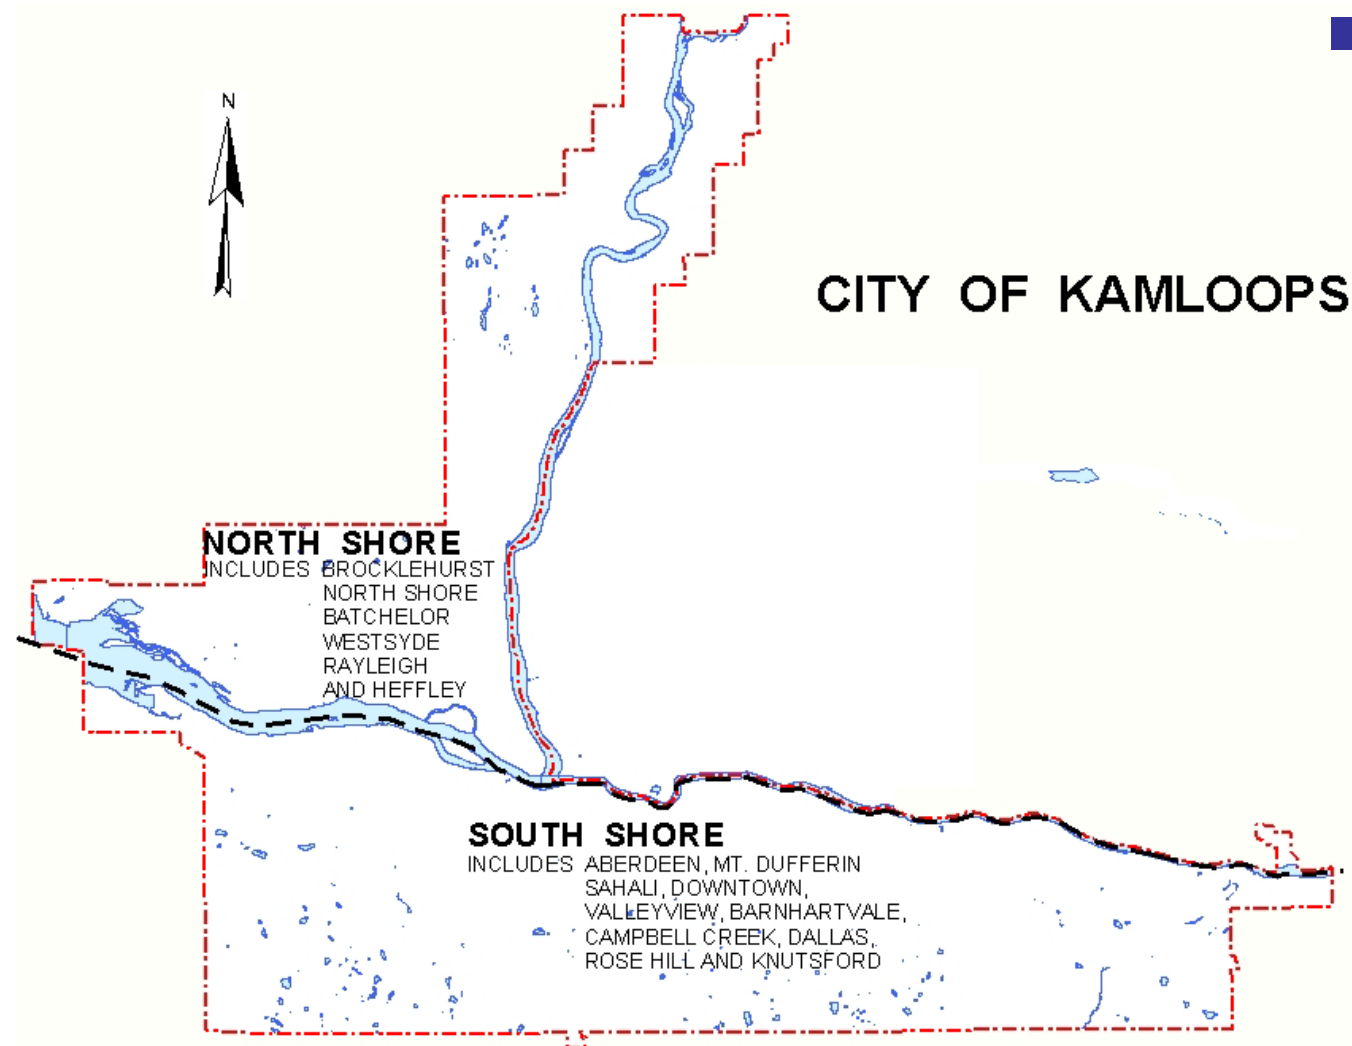 N
CITY OF KAMLOOPS
NORTH SHORE
INCLUDES BROCKLEHURST
NORTH SHORE
BATCHELOR
WESTSYDE
RAYLEIGH
AND HEFFLEY
SOUTH SHORE
INCLUDES ABERDEEN, MT. DUFFERIN
SAHALI, DOWNTOWN,
VALLEYVIEW, BARNHARTVALE,
CAMPBELL CREEK, DALLAS,
ROSE HILL AND KNUTSFORD